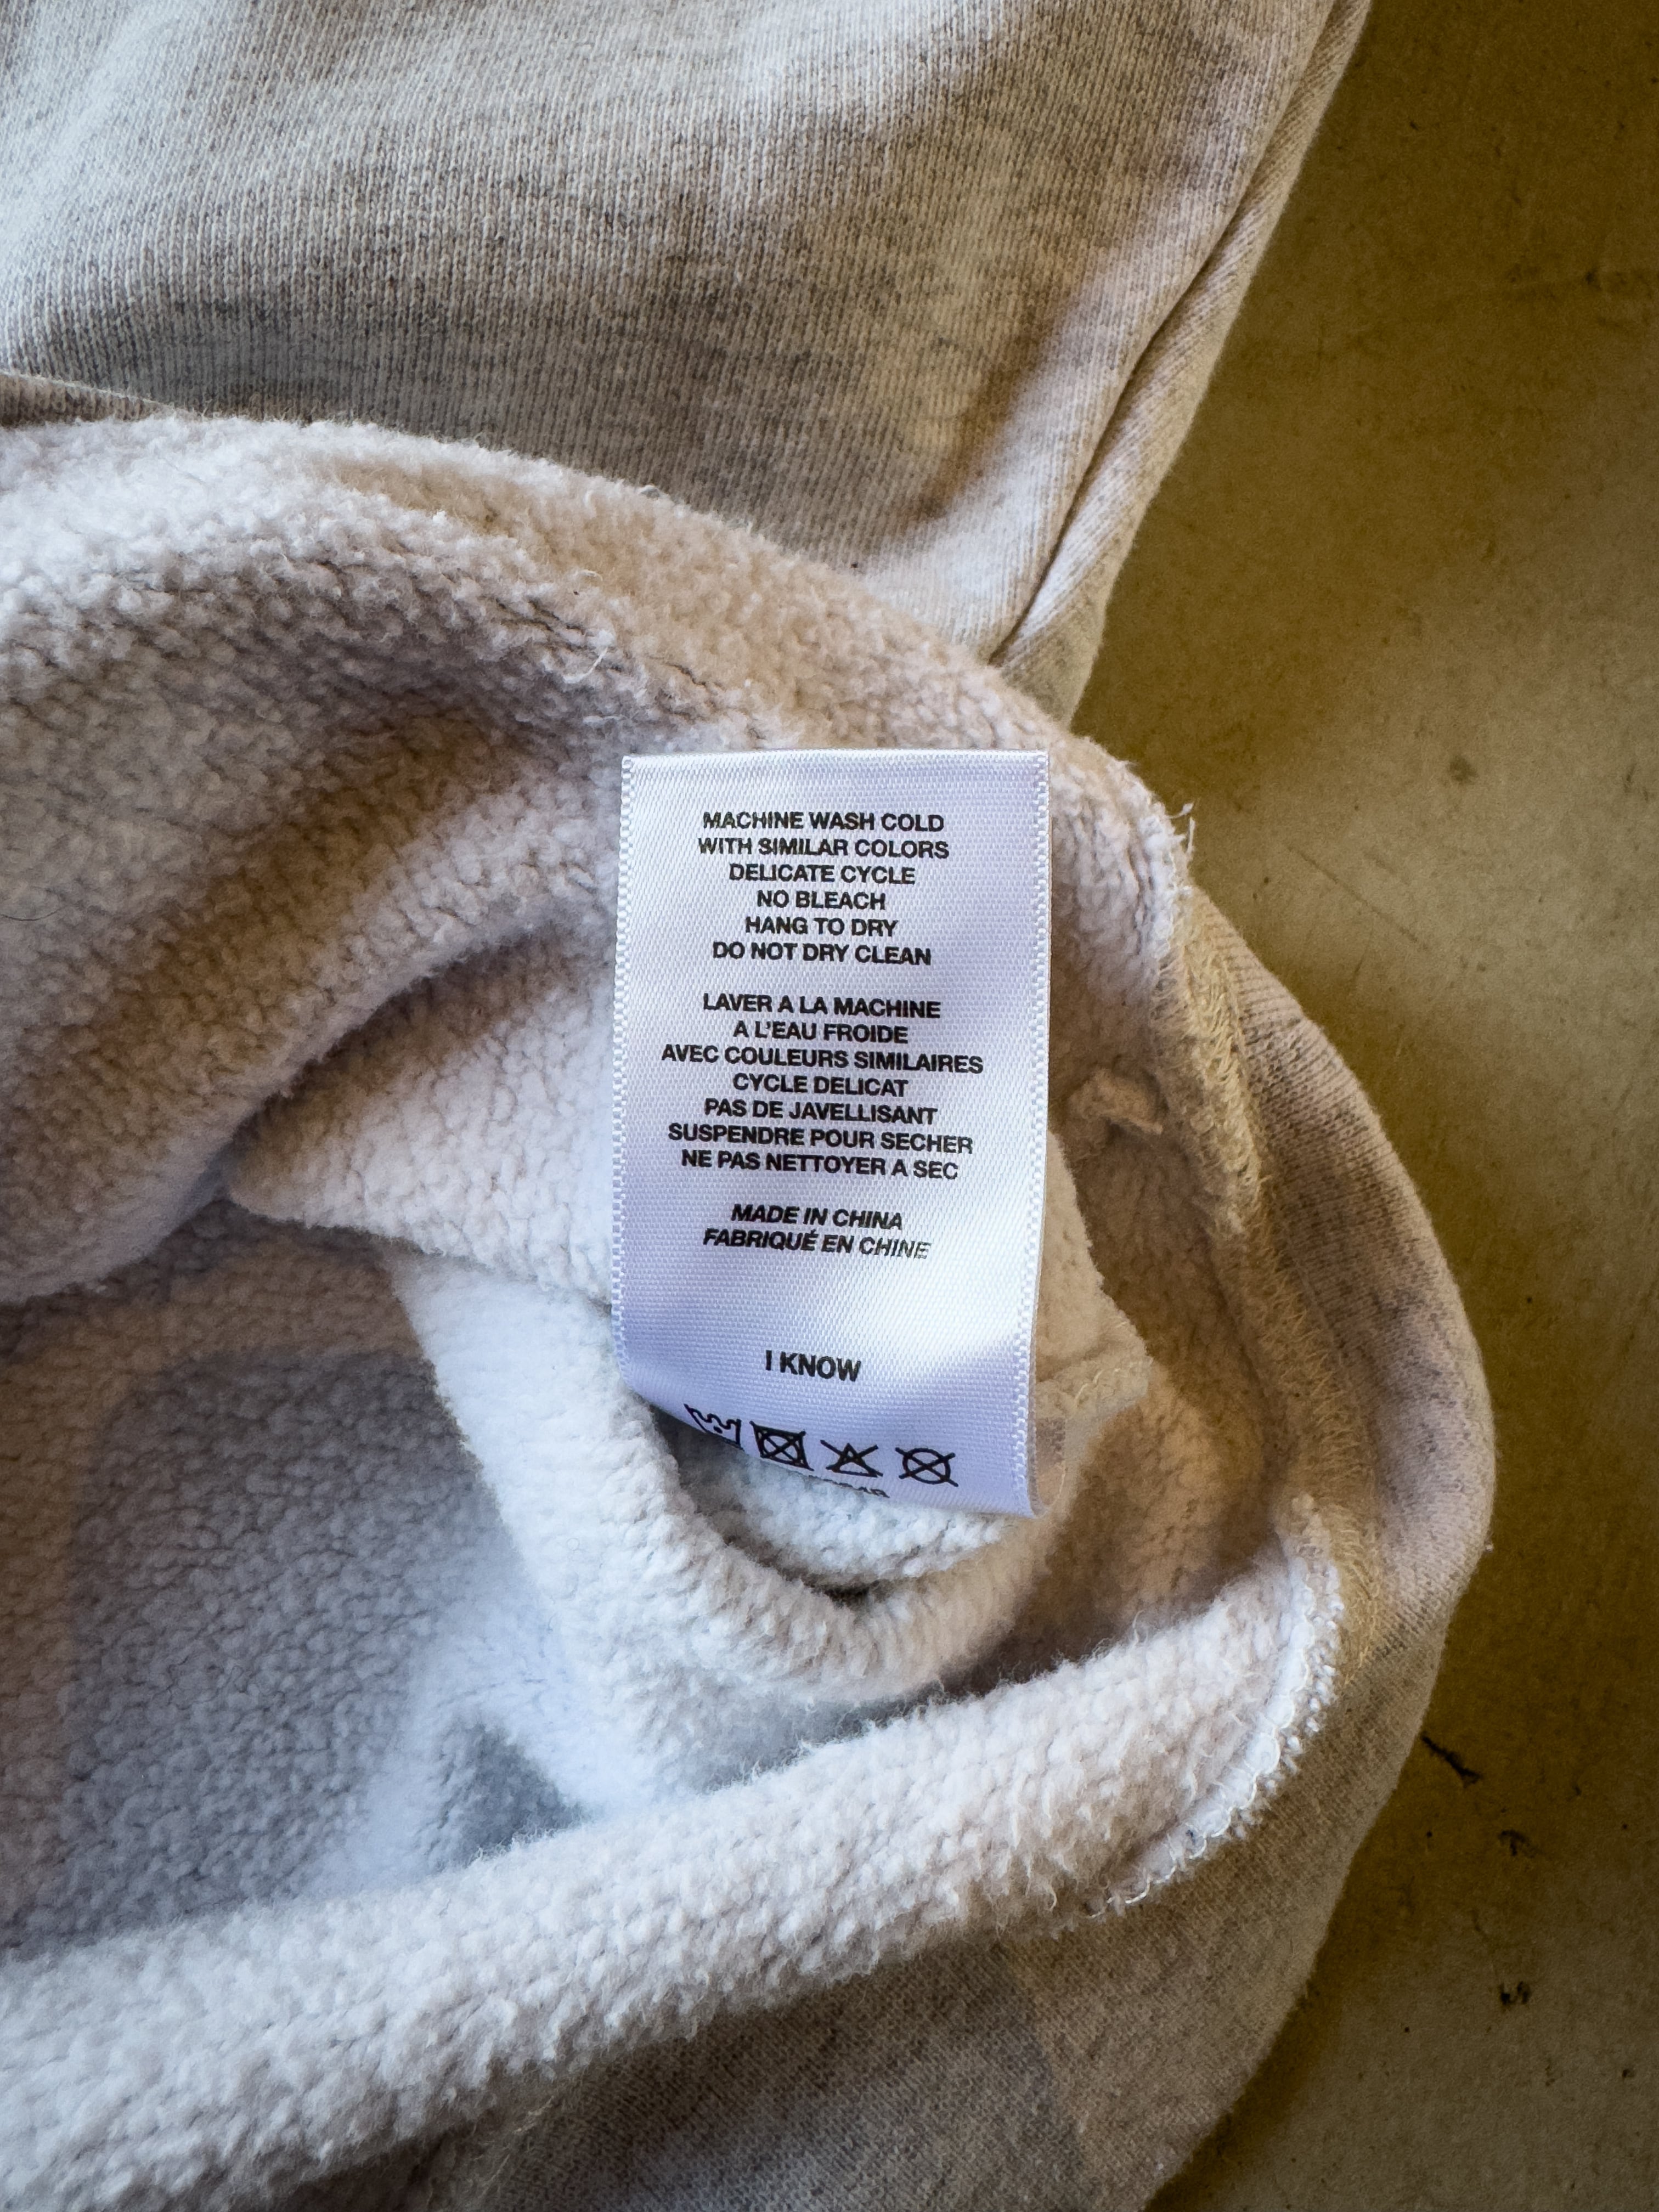 MACHINE WASH COLD
WITH SIMILAR COLORS
DELICATE CYCLE
NO BLEACH
HANG TO DRY
DO NOT DRY CLEAN
LAVER A LA MACHINE
A L'EAU FROIDE
AVEC COULEURS SIMILAIRES
CYCLE DELICAT
PAS DE JAVELLISANT
SUSPENDRE POUR SECHER
NE PAS NETTOYER A SEC
MADE IN CHINA
FABRIQUÉ EN CHINE
I KNOW